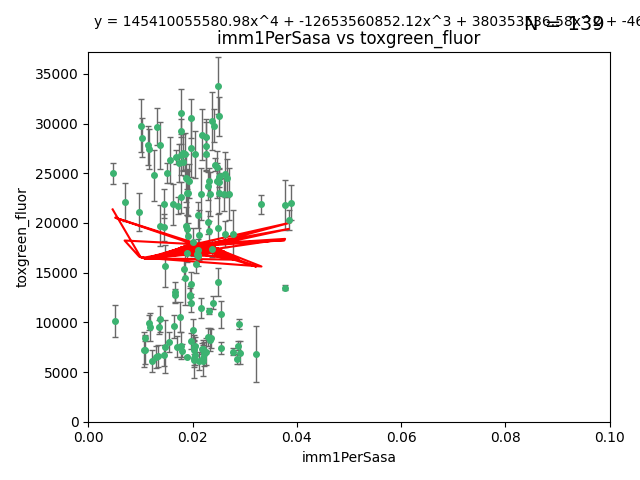 y = 145410055580.98x^4 + -12653560852.12x^3 + 380353
N = 139
imm1PerSasa vs toxgreen_fluor
35000
30000
25000
20000
15000
10000
5000
0
toxgreen_fluor
0.00 0.02 0.04 0.06 0.08 0.10
imm1PerSasa